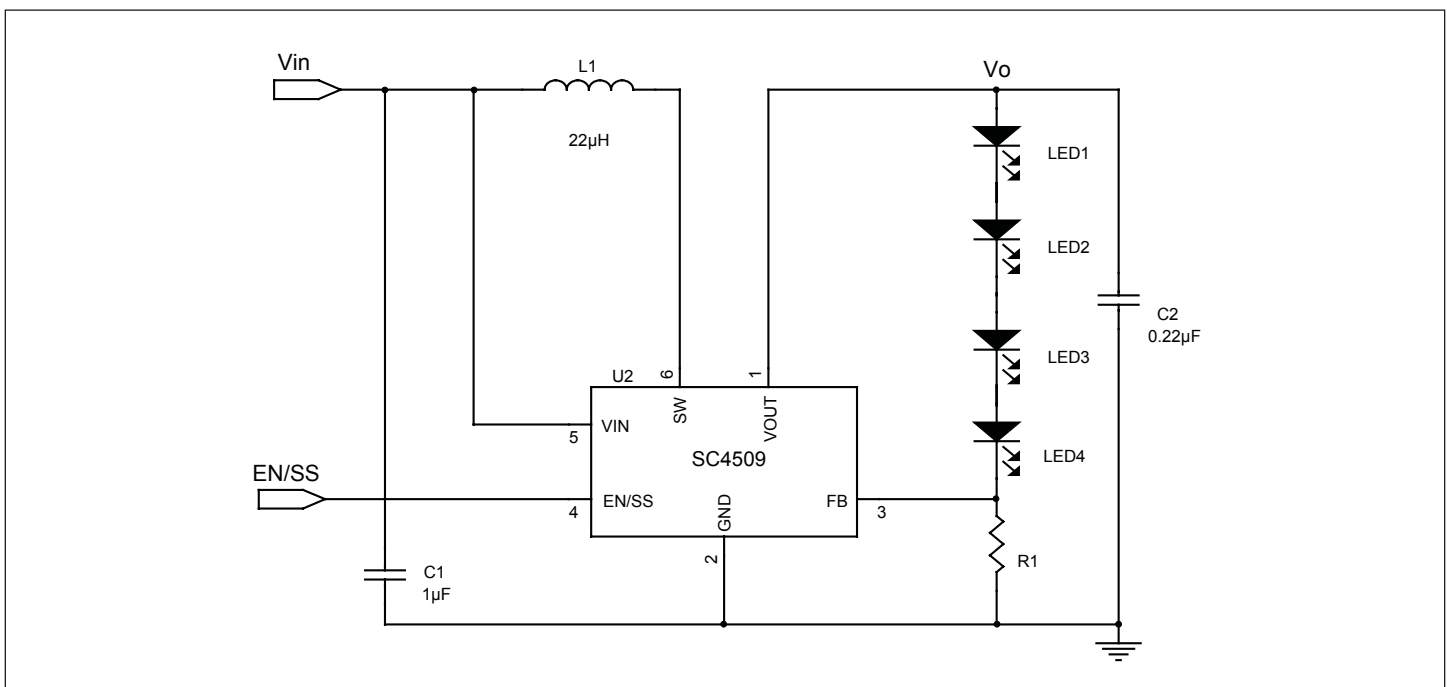 Vin
L1
22µH
Vo
LED1
LED2
C2
0.22µF
LED3
U2
6
1
SW
VOUT
VIN
5
LED4
SC4509
EN/SS
4
EN/SS
FB
3
GND
2
C1
1µF
R1